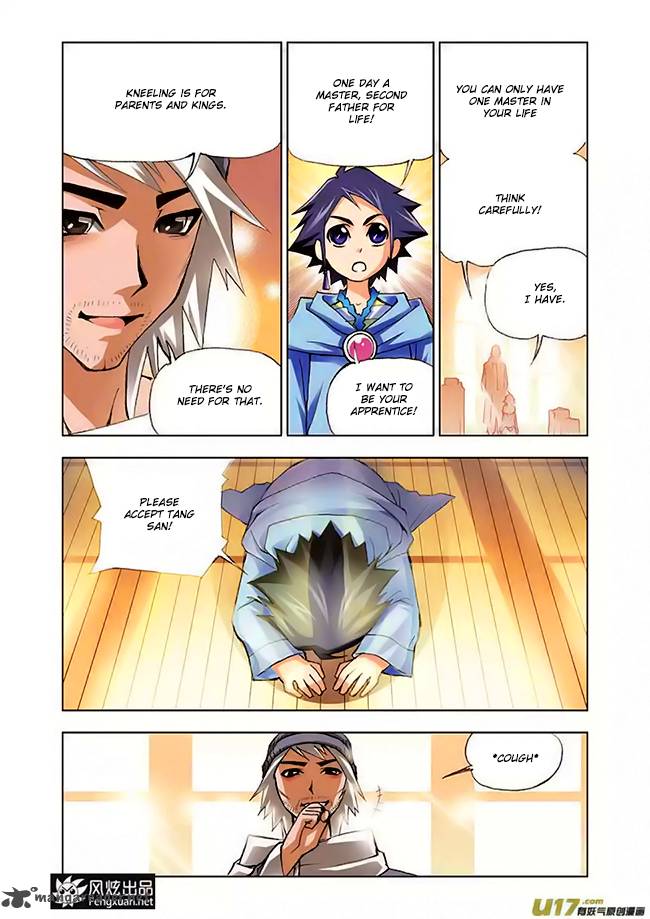 YOU CAN ONLY HAVE
ONE MASTER IN
YOUR LIFE
THINK
CAREFULLY!
YES,
I HAVE.
ONE DAY A
MASTER, SECOND
FATHER FOR
LIFE!
I WANT TO
BE YOUR
APPRENTICE!
KNEELING IS FOR
PARENTS AND KINGS.
THERE'S NO
NEED FOR THAT.
PLEASE
ACCEPT TANG
SAN!
*COUGH*
风炫出品
Fengxuan.net
U17.com
有妖气原创漫画